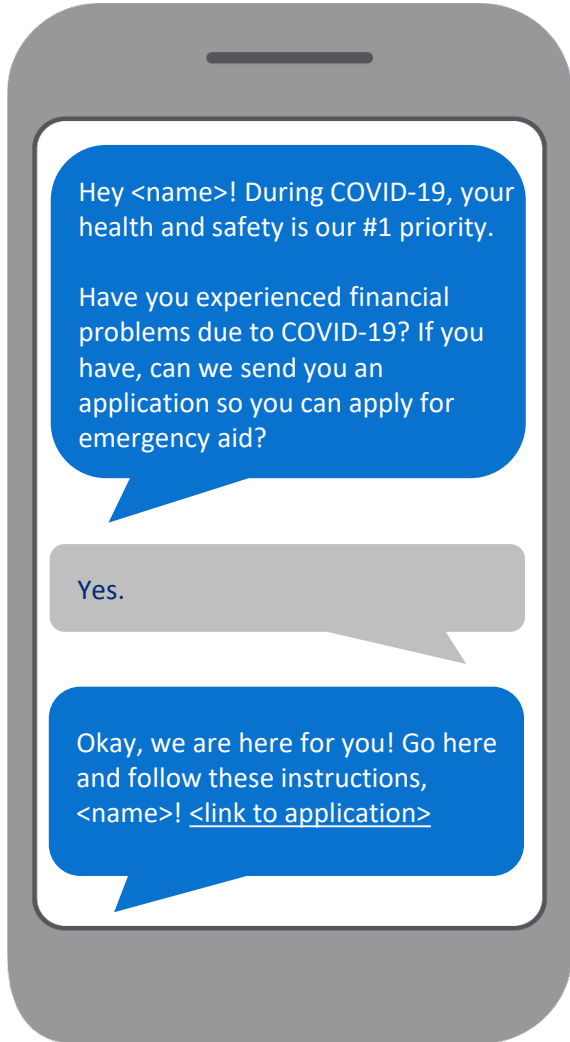 Hey <name>! During COVID-19, your
health and safety is our #1 priority.
Have you experienced financial
problems due to COVID-19? If you
have, can we send you an
application so you can apply for
emergency aid?
Yes.
Okay, we are here for you! Go here
and follow these instructions,
<name>! <link to application>